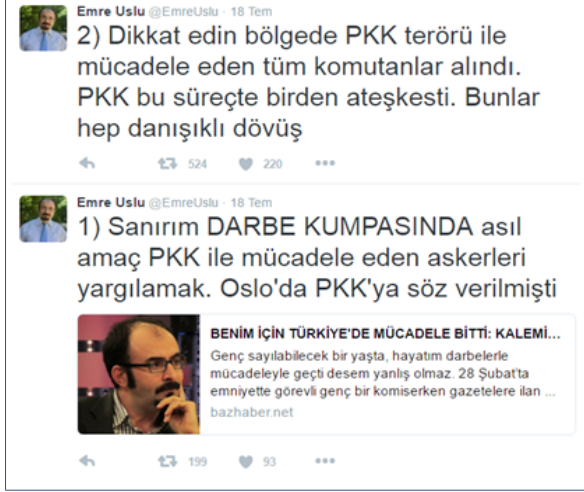 Emre Uslu @EmreUslu · 18 Tem
2) Dikkat edin bölgede PKK terörü ile
mücadele eden tüm komutanlar alındı.
PKK bu süreçte birden ateşkesti. Bunlar
hep danışıklı dövüş
524 220
Emre Uslu @EmreUslu · 18 Tem
1) Sanırım DARBE KUMPASINDA asıl
amaç PKK ile mücadele eden askerleri
yargılamak. Oslo'da PKK'ya söz verilmişti
BENİM İÇİN TÜRKİYE'DE MÜCADELE BİTTİ: KALEMİ...
Genç sayılabilecek bir yaşta, hayatım darbelerle
mücadeleyle geçti desem yanlış olmaz. 28 Şubat'ta
emniyette görevli genç bir komiserken gazetelere ilan ...
bazhaber.net
199 93